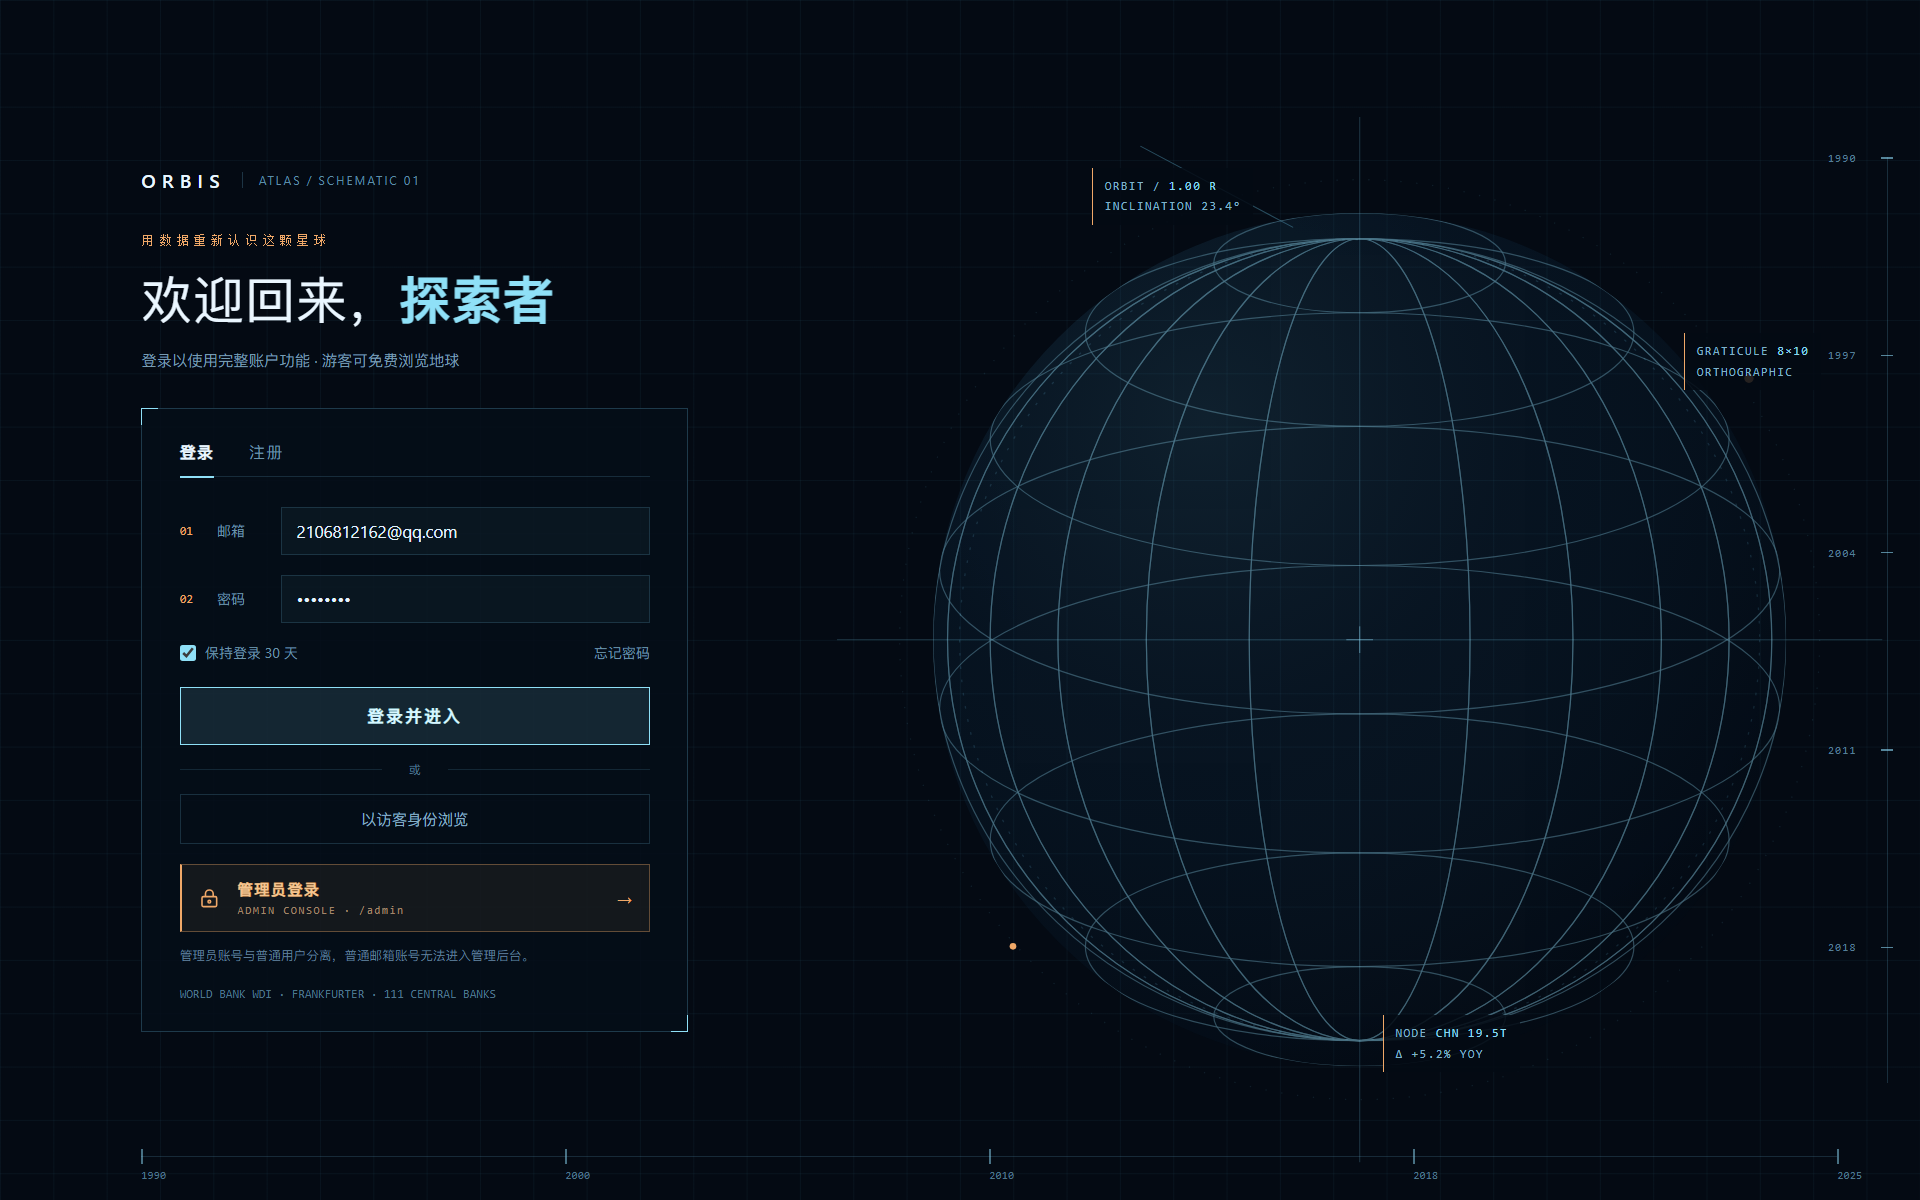 ORBIS ATLAS / SCHEMATIC 01
用数据重新认识这颗星球
欢迎回来，探索者
登录以使用完整账户功能 · 游客可免费浏览地球
登录 注册
01 邮箱 2106812162@qq.com
02 密码 ••••••••
保持登录 30 天 忘记密码
登录并进入
或
以访客身份浏览
管理员登录
ADMIN CONSOLE · /admin
→
管理员账号与普通用户分离，普通邮箱账号无法进入管理后台。
WORLD BANK WDI · FRANKFURTER · 111 CENTRAL BANKS
ORBIT / 1.00 R
INCLINATION 23.4°
GRATICULE 8×10
ORTHOGRAPHIC
NODE CHN 19.5T
Δ +5.2% YOY
1990
1997
2004
2011
2018
1990 2000 2010 2018 2025